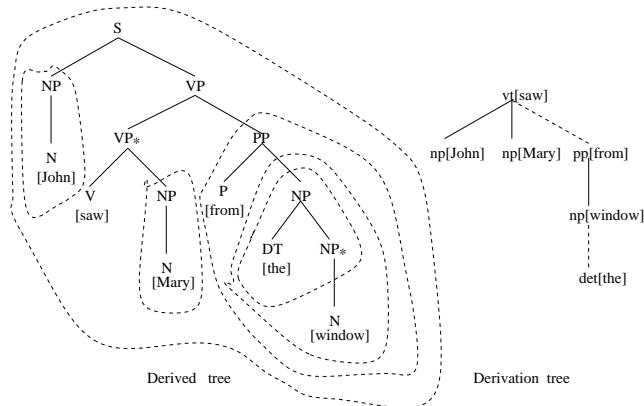 S
NP VP
vt[saw]
VP* PP
N
[John]
np[John] np[Mary] pp[from]
V
[saw]
NP
P
[from]
NP
np[window]
DT
[the]
NP*
N
[Mary]
det[the]
N
[window]
Derived tree
Derivation tree